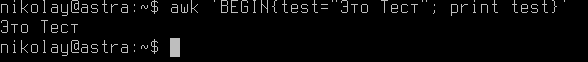 nikolay@astra:~$ awk 'BEGIN{test="Это Тест"; print test}'
Это Тест
nikolay@astra:~$